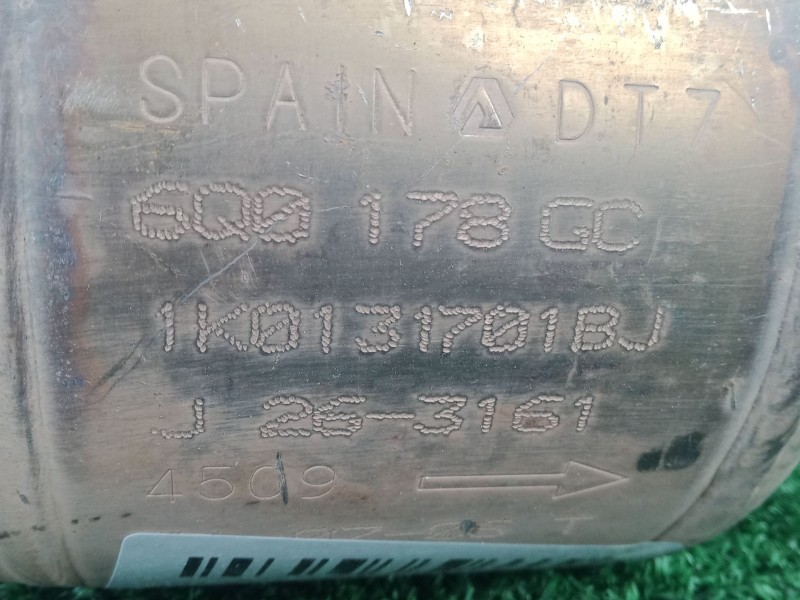 SPAIN DT7
6Q0 178 GC
1K0131701BJ
J 26-3161
4509